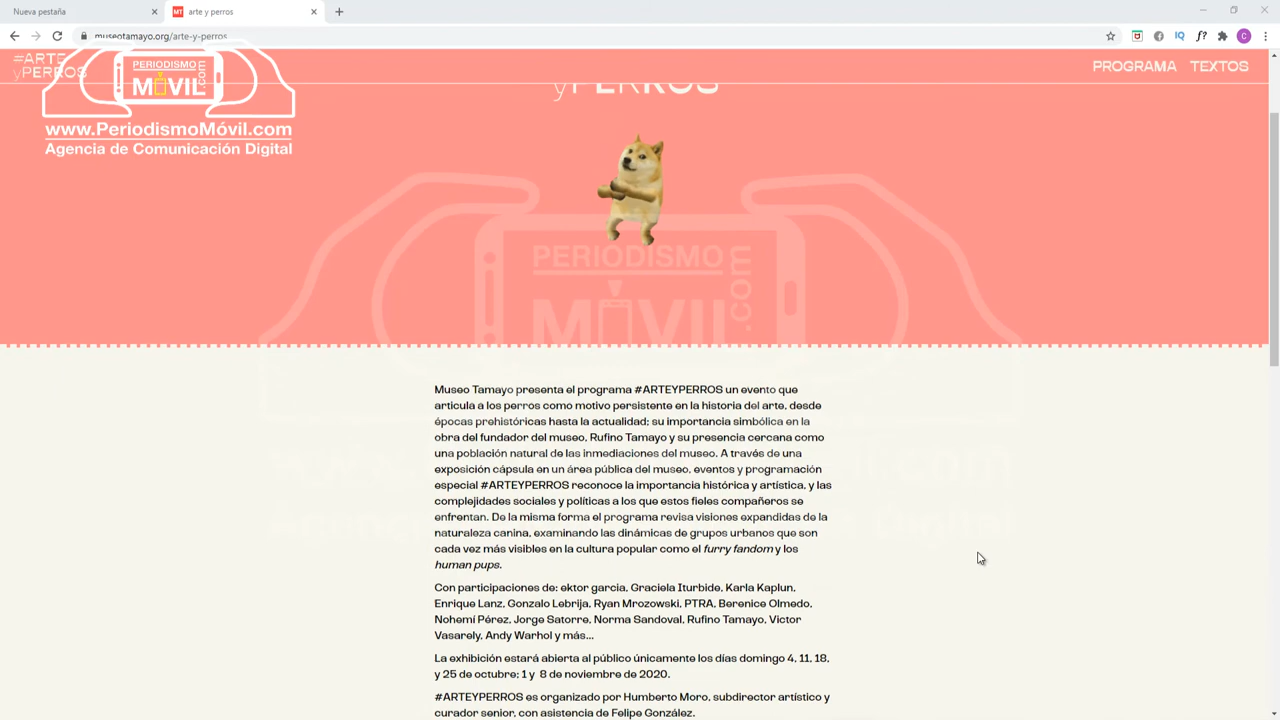 Nueva pestaña
MT arte y perros
museotamayo.org/arte-y-perros
#ARTE
yPERROS
PROGRAMA TEXTOS
PERIODISMO
MÓVIL
.com
www.PeriodismoMóvil.com
Agencia de Comunicación Digital
yPERROS
PERIODISMO
MÓVIL
.com
Museo Tamayo presenta el programa #ARTEYPERROS un evento que
articula a los perros como motivo persistente en la historia del arte, desde
épocas prehistóricas hasta la actualidad; su importancia simbólica en la
obra del fundador del museo, Rufino Tamayo y su presencia cercana como
una población natural de las inmediaciones del museo. A través de una
exposición cápsula en un área pública del museo, eventos y programación
especial #ARTEYPERROS reconoce la importancia histórica y artística, y las
complejidades sociales y políticas a los que estos fieles compañeros se
enfrentan. De la misma forma el programa revisa visiones expandidas de la
naturaleza canina, examinando las dinámicas de grupos urbanos que son
cada vez más visibles en la cultura popular como el furry fandom y los
human pups.
Con participaciones de: ektor garcia, Graciela Iturbide, Karla Kaplun,
Enrique Lanz, Gonzalo Lebrija, Ryan Mrozowski, PTRA, Berenice Olmedo,
Nohemí Pérez, Jorge Satorre, Norma Sandoval, Rufino Tamayo, Victor
Vasarely, Andy Warhol y más...
La exhibición estará abierta al público únicamente los días domingo 4, 11, 18,
y 25 de octubre; 1 y 8 de noviembre de 2020.
#ARTEYPERROS es organizado por Humberto Moro, subdirector artístico y
curador senior, con asistencia de Felipe González.